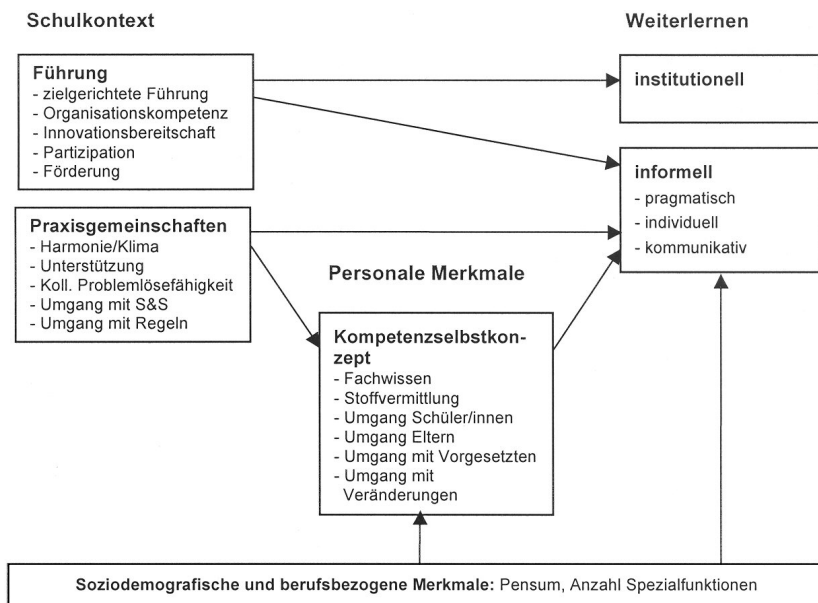 Schulkontext
Weiterlernen
Führung
- zielgerichtete Führung
- Organisationskompetenz
- Innovationsbereitschaft
- Partizipation
- Förderung
institutionell
informell
- pragmatisch
- individuell
- kommunikativ
Praxisgemeinschaften
- Harmonie/Klima
- Unterstützung
- Koll. Problemlösefähigkeit
- Umgang mit S&S
- Umgang mit Regeln
Personale Merkmale
Kompetenzselbstkon-
zept
- Fachwissen
- Stoffvermittlung
- Umgang Schüler/innen
- Umgang Eltern
- Umgang mit Vorgesetzten
- Umgang mit
Veränderungen
Soziodemografische und berufsbezogene Merkmale: Pensum, Anzahl Spezialfunktionen